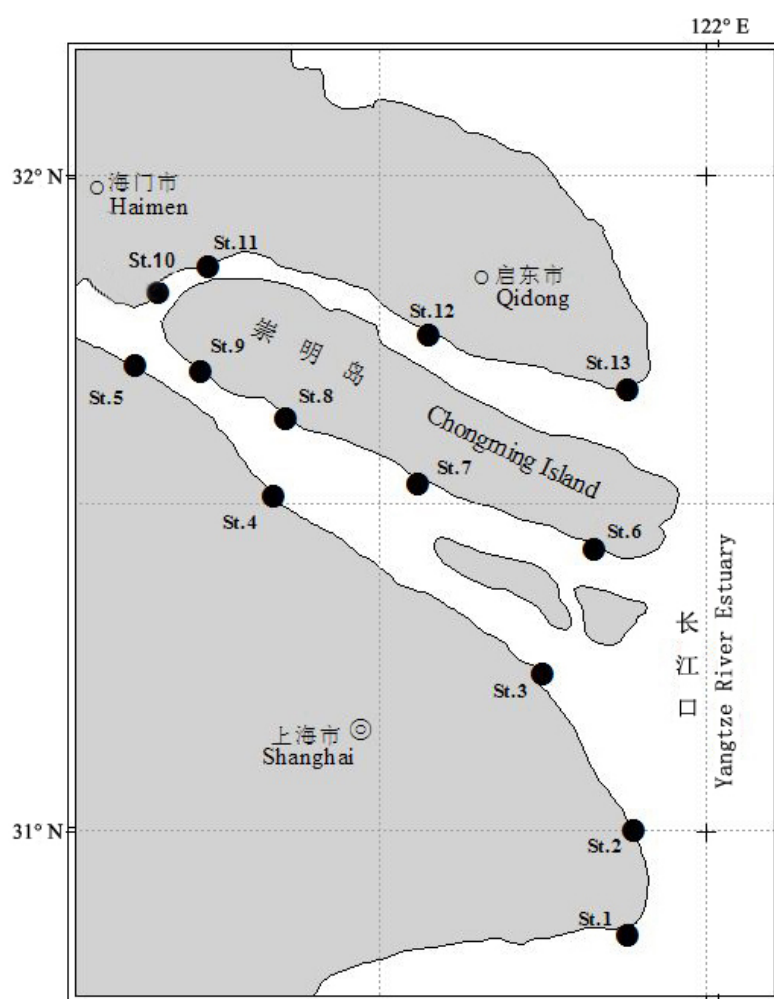 122° E
32° N
海门市
Haimen
St.11
St.10
启东市
Qidong
St.12
崇明岛
St.9
St.13
St.5
St.8
Chongming Island
St.7
St.4
St.6
长江口
Yangtze River Estuary
St.3
上海市
Shanghai
31° N
St.2
St.1